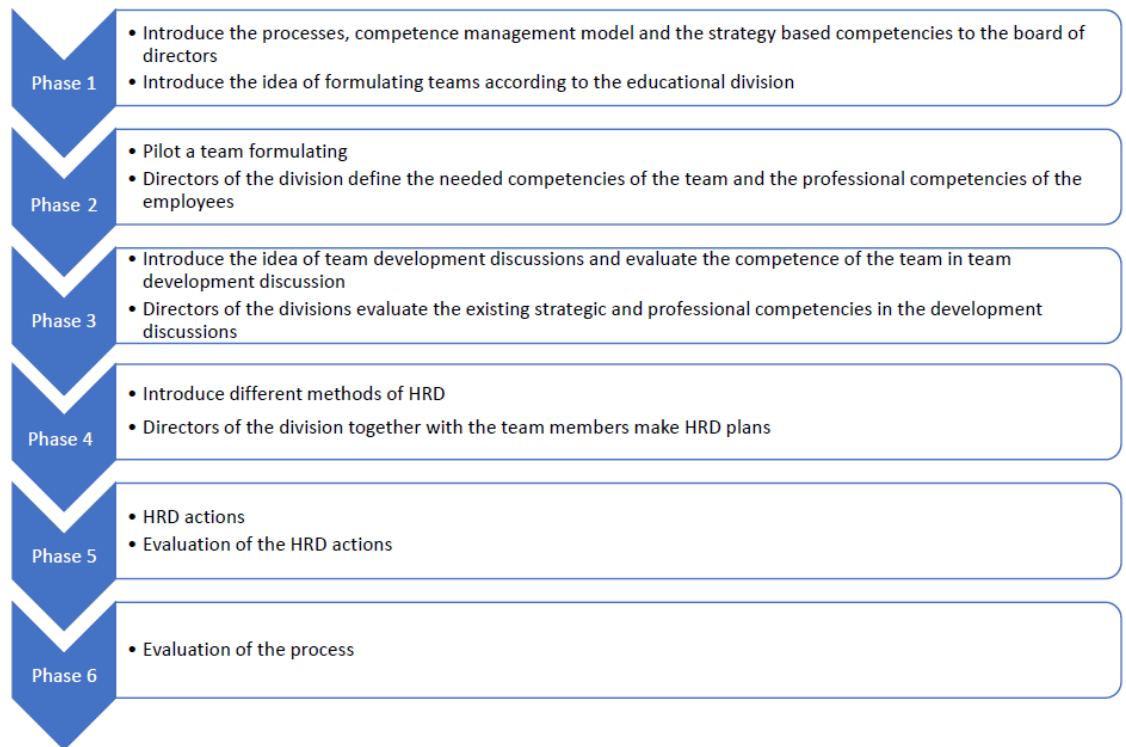 Phase 1
• Introduce the processes, competence management model and the strategy based competencies to the board of
directors
• Introduce the idea of formulating teams according to the educational division
Phase 2
• Pilot a team formulating
• Directors of the division define the needed competencies of the team and the professional competencies of the
employees
Phase 3
• Introduce the idea of team development discussions and evaluate the competence of the team in team
development discussion
• Directors of the divisions evaluate the existing strategic and professional competencies in the development
discussions
Phase 4
• Introduce different methods of HRD
• Directors of the division together with the team members make HRD plans
Phase 5
• HRD actions
• Evaluation of the HRD actions
Phase 6
• Evaluation of the process